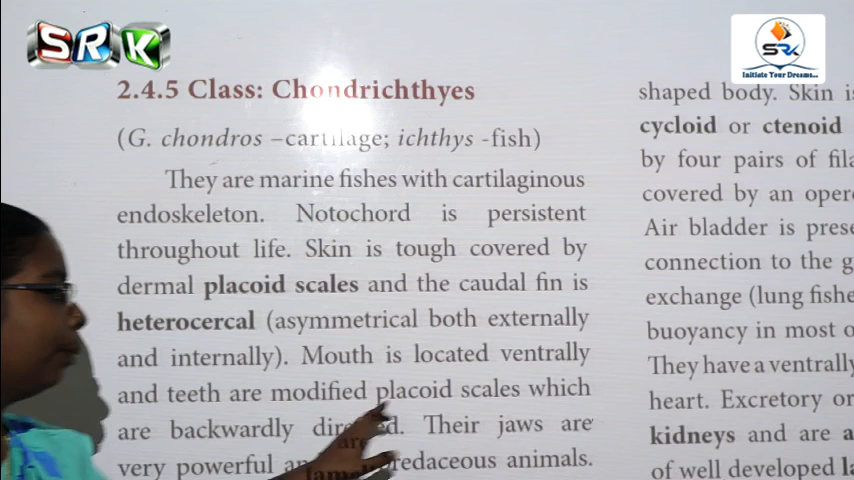 SRK
SRK
Initiate Your Dreams...
2.4.5 Class: Chondrichthyes
(G. chondros –cartilage; ichthys -fish)
They are marine fishes with cartilaginous
endoskeleton. Notochord is persistent
throughout life. Skin is tough covered by
dermal placoid scales and the caudal fin is
heterocercal (asymmetrical both externally
and internally). Mouth is located ventrally
and teeth are modified placoid scales which
are backwardly Their jaws are
very powerful animals.
shaped body. Skin
cycloid or ctenoid
by four pairs of
covered by an
Air bladder is
connection to the
exchange (lung
buoyancy in most
They have a ventrally
heart. Excretory
kidneys and are
of well developed